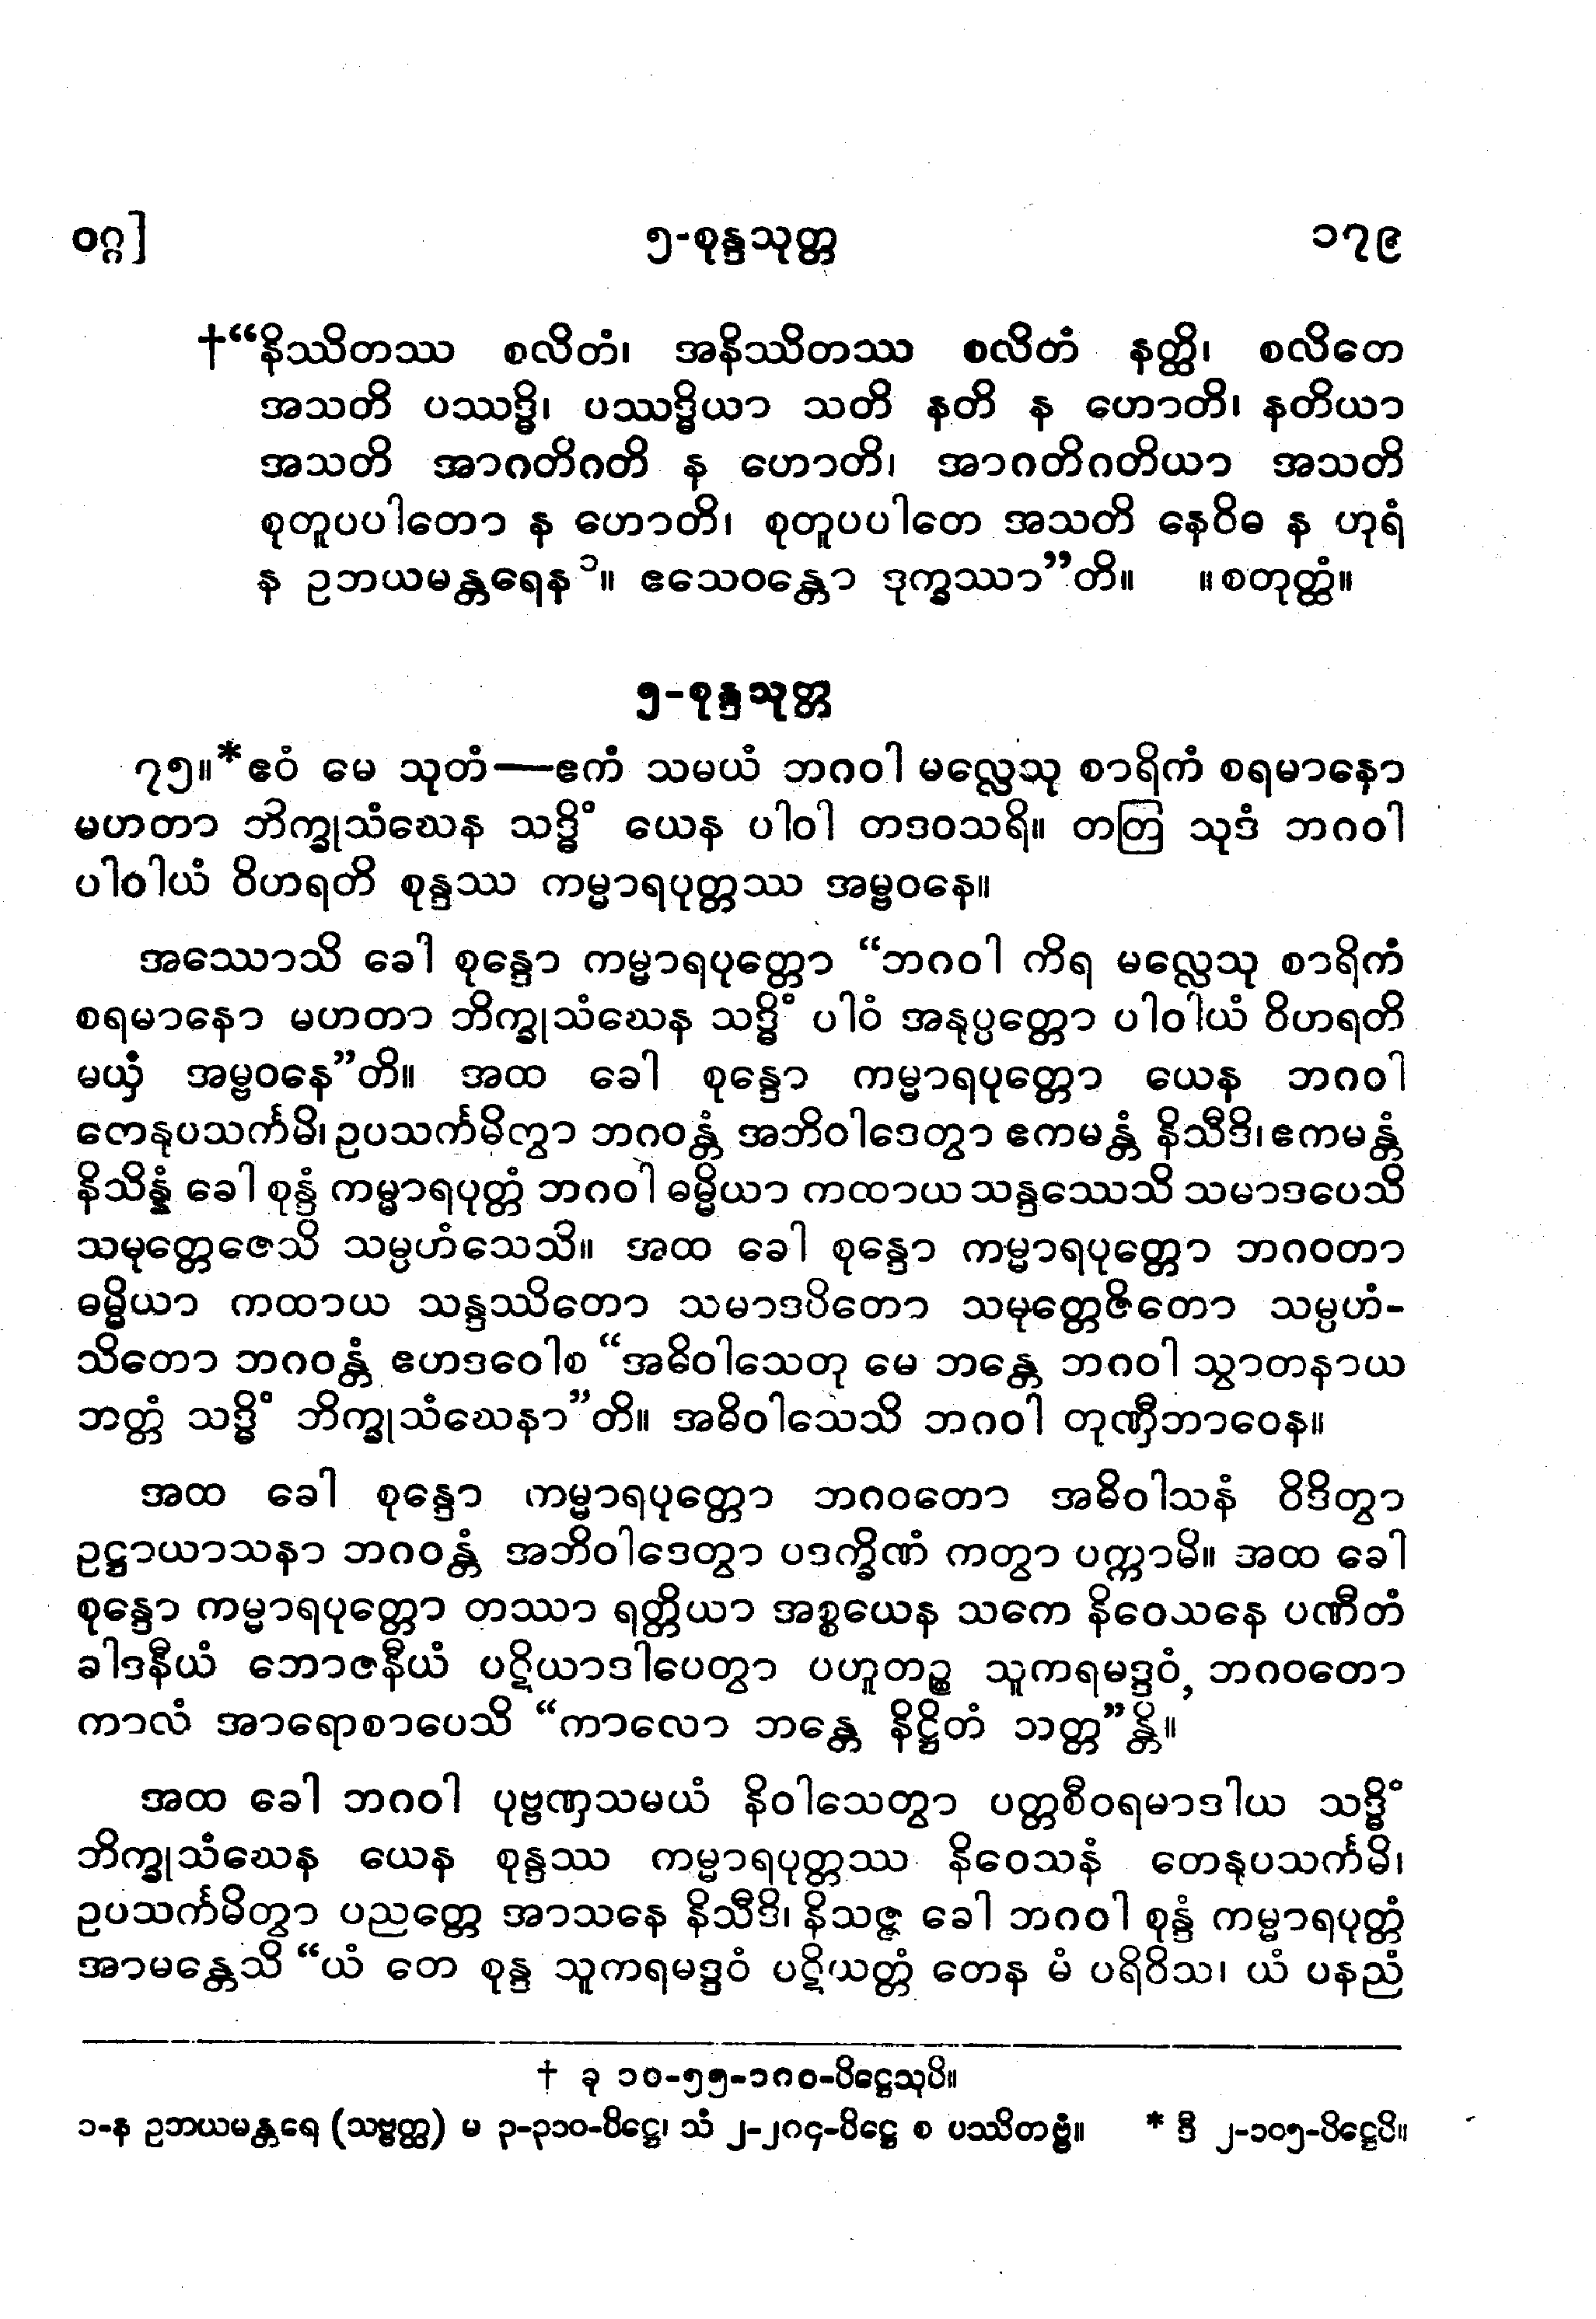 ဝဂ္ဂ] ၅-စုန္ဒသုတ္တ ၁၇၉
†“နိဿိတဿ စလိတံ၊ အနိဿိတဿ စလိတံ နတ္ထိ၊ စလိတေ
အသတိ ပဿဒ္ဓိ၊ ပဿဒ္ဓိယာ သတိ နတိ န ဟောတိ၊ နတိယာ
အသတိ အာဂတိဂတိ န ဟောတိ၊ အာဂတိဂတိယာ အသတိ
စုတူပပါတော န ဟောတိ၊ စုတူပပါတေ အသတိ နေဝိဓ န ဟုရံ
န ဥဘယမန္တရေန ၁။ ဧသေဝန္တော ဒုက္ခဿာ”တိ။ ။စတုတ္ထံ။
၅-စုန္ဒသုတ္တ
၇၅။*ဧဝံ မေ သုတံ—ဧကံ သမယံ ဘဂဝါ မလ္လေသု စာရိကံ စရမာနော
မဟတာ ဘိက္ခုသံဃေန သဒ္ဓိံ ယေန ပါဝါ တဒဝသရိ။ တတြ သုဒံ ဘဂဝါ
ပါဝါယံ ဝိဟရတိ စုန္ဒဿ ကမ္မာရပုတ္တဿ အမ္ဗဝနေ။
အဿောသိ ခေါ စုန္ဒော ကမ္မာရပုတ္တော “ဘဂဝါ ကိရ မလ္လေသု စာရိကံ
စရမာနော မဟတာ ဘိက္ခုသံဃေန သဒ္ဓိံ ပါဝံ အနုပ္ပတ္တော ပါဝါယံ ဝိဟရတိ
မယှံ အမ္ဗဝနေ”တိ။ အထ ခေါ စုန္ဒော ကမ္မာရပုတ္တော ယေန ဘဂဝါ
တေနုပသင်္ကမိ၊ ဥပသင်္ကမိတွာ ဘဂဝန္တံ အဘိဝါဒေတွာ ဧကမန္တံ နိသီဒိ၊ ဧကမန္တံ
နိသိန္နံ ခေါ စုန္ဒံ ကမ္မာရပုတ္တံ ဘဂဝါ ဓမ္မိယာ ကထာယ သန္ဒဿေသိ သမာဒပေသိ
သမုတ္တေဇေသိ သမ္ပဟံသေသိ။ အထ ခေါ စုန္ဒော ကမ္မာရပုတ္တော ဘဂဝတာ
ဓမ္မိယာ ကထာယ သန္ဒဿိတော သမာဒပိတော သမုတ္တေဇိတော သမ္ပဟံ-
သိတော ဘဂဝန္တံ ဧတဒဝေါစ “အဓိဝါသေတု မေ ဘန္တေ ဘဂဝါ သွာတနာယ
ဘတ္တံ သဒ္ဓိံ ဘိက္ခုသံဃေနာ”တိ။ အဓိဝါသေသိ ဘဂဝါ တုဏှီဘာဝေန။
အထ ခေါ စုန္ဒော ကမ္မာရပုတ္တော ဘဂဝတော အဓိဝါသနံ ဝိဒိတွာ
ဥဋ္ဌာယာသနာ ဘဂဝန္တံ အဘိဝါဒေတွာ ပဒက္ခိဏံ ကတွာ ပက္ကာမိ။ အထ ခေါ
စုန္ဒော ကမ္မာရပုတ္တော တဿာ ရတ္တိယာ အစ္စယေန သကေ နိဝေသနေ ပဏီတံ
ခါဒနီယံ ဘောဇနီယံ ပဋိယာဒါပေတွာ ပဟူတဉ္စ သူကရမဒ္ဒဝံ, ဘဂဝတော
ကာလံ အာရောစာပေသိ “ကာလော ဘန္တေ နိဋ္ဌိတံ ဘတ္တ”န္တိ။
အထ ခေါ ဘဂဝါ ပုဗ္ဗဏှသမယံ နိဝါသေတွာ ပတ္တစီဝရမာဒါယ သဒ္ဓိံ
ဘိက္ခုသံဃေန ယေန စုန္ဒဿ ကမ္မာရပုတ္တဿ နိဝေသနံ တေနုပသင်္ကမိ၊
ဥပသင်္ကမိတွာ ပညတ္တေ အာသနေ နိသီဒိ၊ နိသဇ္ဇ ခေါ ဘဂဝါ စုန္ဒံ ကမ္မာရပုတ္တံ
အာမန္တေသိ “ယံ တေ စုန္ဒ သူကရမဒ္ဒဝံ ပဋိယတ္တံ တေန မံ ပရိဝိသ၊ ယံ ပနညံ
† ခု ၁၀-၅၅-၁၈၀-ပိဋ္ဌေသုပိ။
၁-န ဥဘယမန္တရေ (သဗ္ဗတ္ထ) မ ၃-၃၁၀-ပိဋ္ဌေ၊ သံ ၂-၂၈၄-ပိဋ္ဌေ စ ပဿိတဗ္ဗံ။ * ဒီ ၂-၁၀၅-ပိဋ္ဌေပိ။